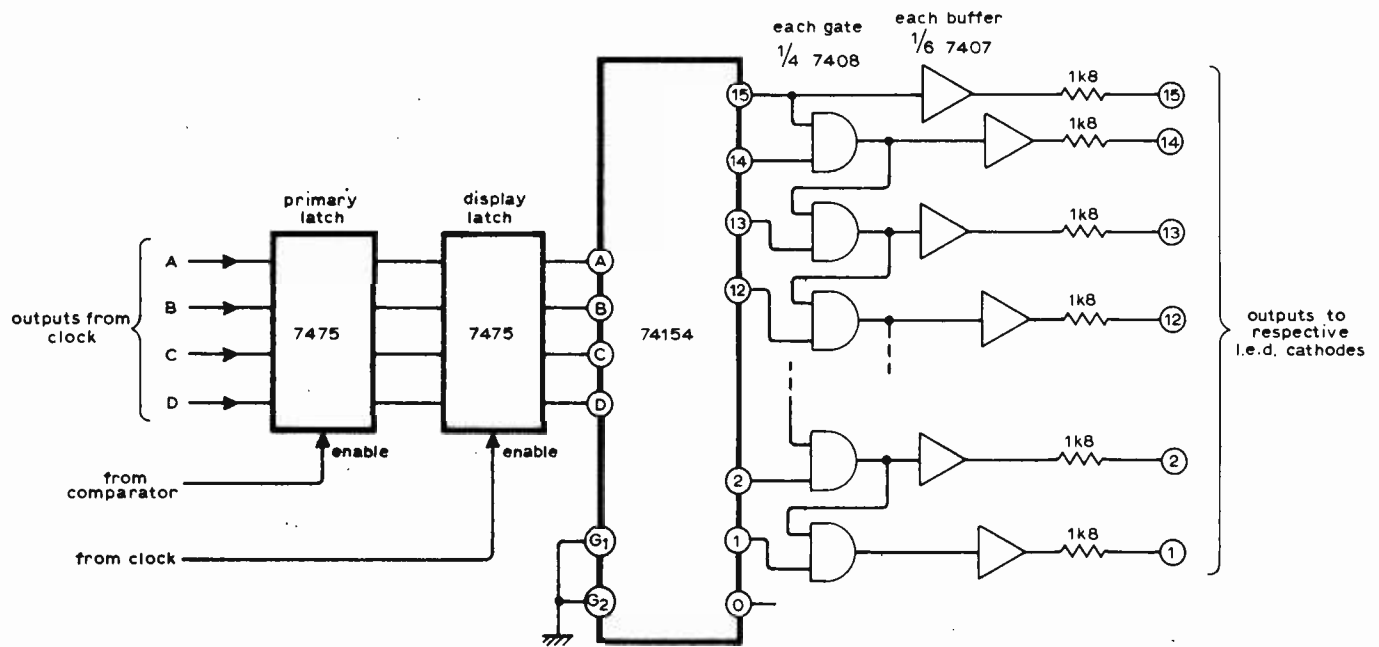 each gate
1/4 7408
each buffer
1/6 7407
primary
latch
display
latch
outputs from
clock
A
B
C
D
7475
7475
enable
enable
from
comparator
from clock
A
B
C
D
G1
G2
74154
15
14
13
12
2
1
0
1k8
15
1k8
14
1k8
13
1k8
12
1k8
2
1k8
1
outputs to
respective
l.e.d. cathodes